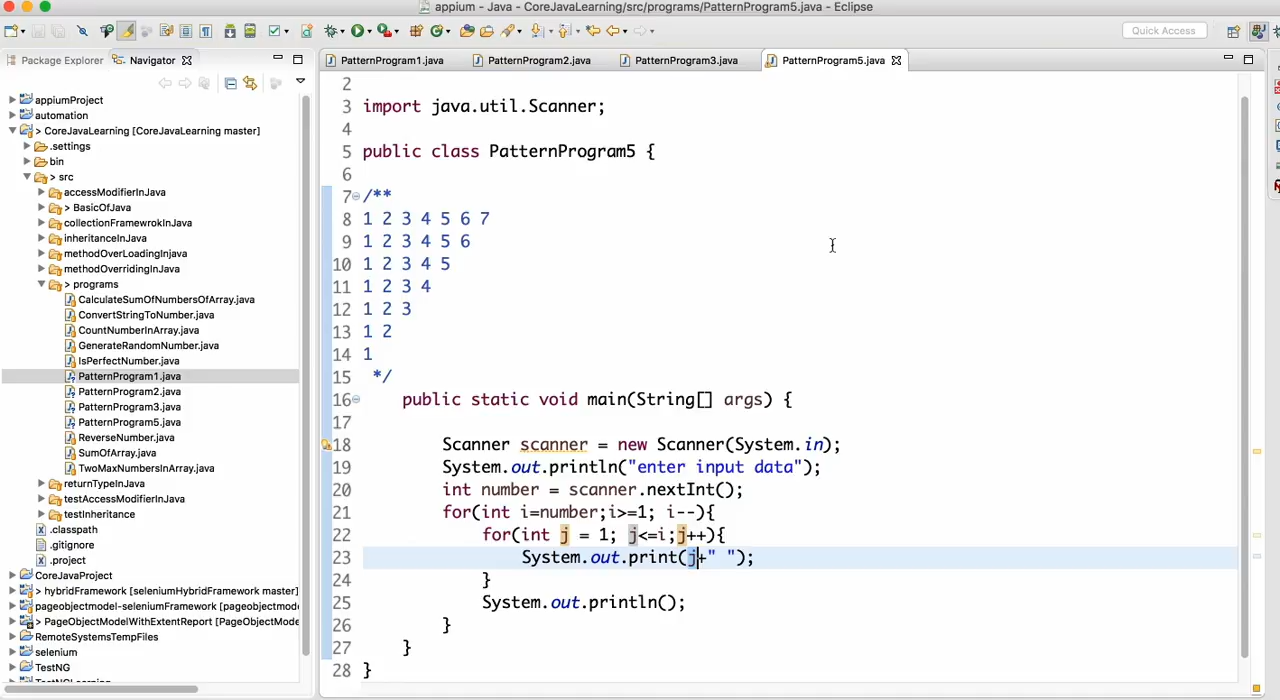 appium - Java - CoreJavaLearning/src/programs/PatternProgram5.java - Eclipse
Quick Access
Package Explorer
Navigator
PatternProgram1.java
PatternProgram2.java
PatternProgram3.java
PatternProgram5.java
appiumProject
automation
> CoreJavaLearning [CoreJavaLearning master]
.settings
bin
> src
accessModifierInJava
> BasicOfJava
collectionFramewrokInJava
inheritanceInJava
methodOverLoadingInjava
methodOverridingInJava
> programs
CalculateSumOfNumbersOfArray.java
ConvertStringToNumber.java
CountNumberInArray.java
GenerateRandomNumber.java
IsPerfectNumber.java
PatternProgram1.java
PatternProgram2.java
PatternProgram3.java
PatternProgram5.java
ReverseNumber.java
SumOfArray.java
TwoMaxNumbersInArray.java
returnTypeInJava
testAccessModifierInJava
testInheritance
.classpath
.gitignore
.project
CoreJavaProject
> hybridFramework [seleniumHybridFramework master]
pageobjectmodel-seleniumFramework [pageobjectmode
> PageObjectModelWithExtentReport [PageObjectMode
RemoteSystemsTempFiles
selenium
TestNG
TestNGLearning
2
3 import java.util.Scanner;
4
5 public class PatternProgram5 {
6
7 /**
8 1 2 3 4 5 6 7
9 1 2 3 4 5 6
10 1 2 3 4 5
11 1 2 3 4
12 1 2 3
13 1 2
14 1
15 */
16 public static void main(String[] args) {
17
18 Scanner scanner = new Scanner(System.in);
19 System.out.println("enter input data");
20 int number = scanner.nextInt();
21 for(int i=number;i>=1; i--){
22 for(int j = 1; j<=i;j++){
23 System.out.print(j+" ");
24 }
25 System.out.println();
26 }
27 }
28 }